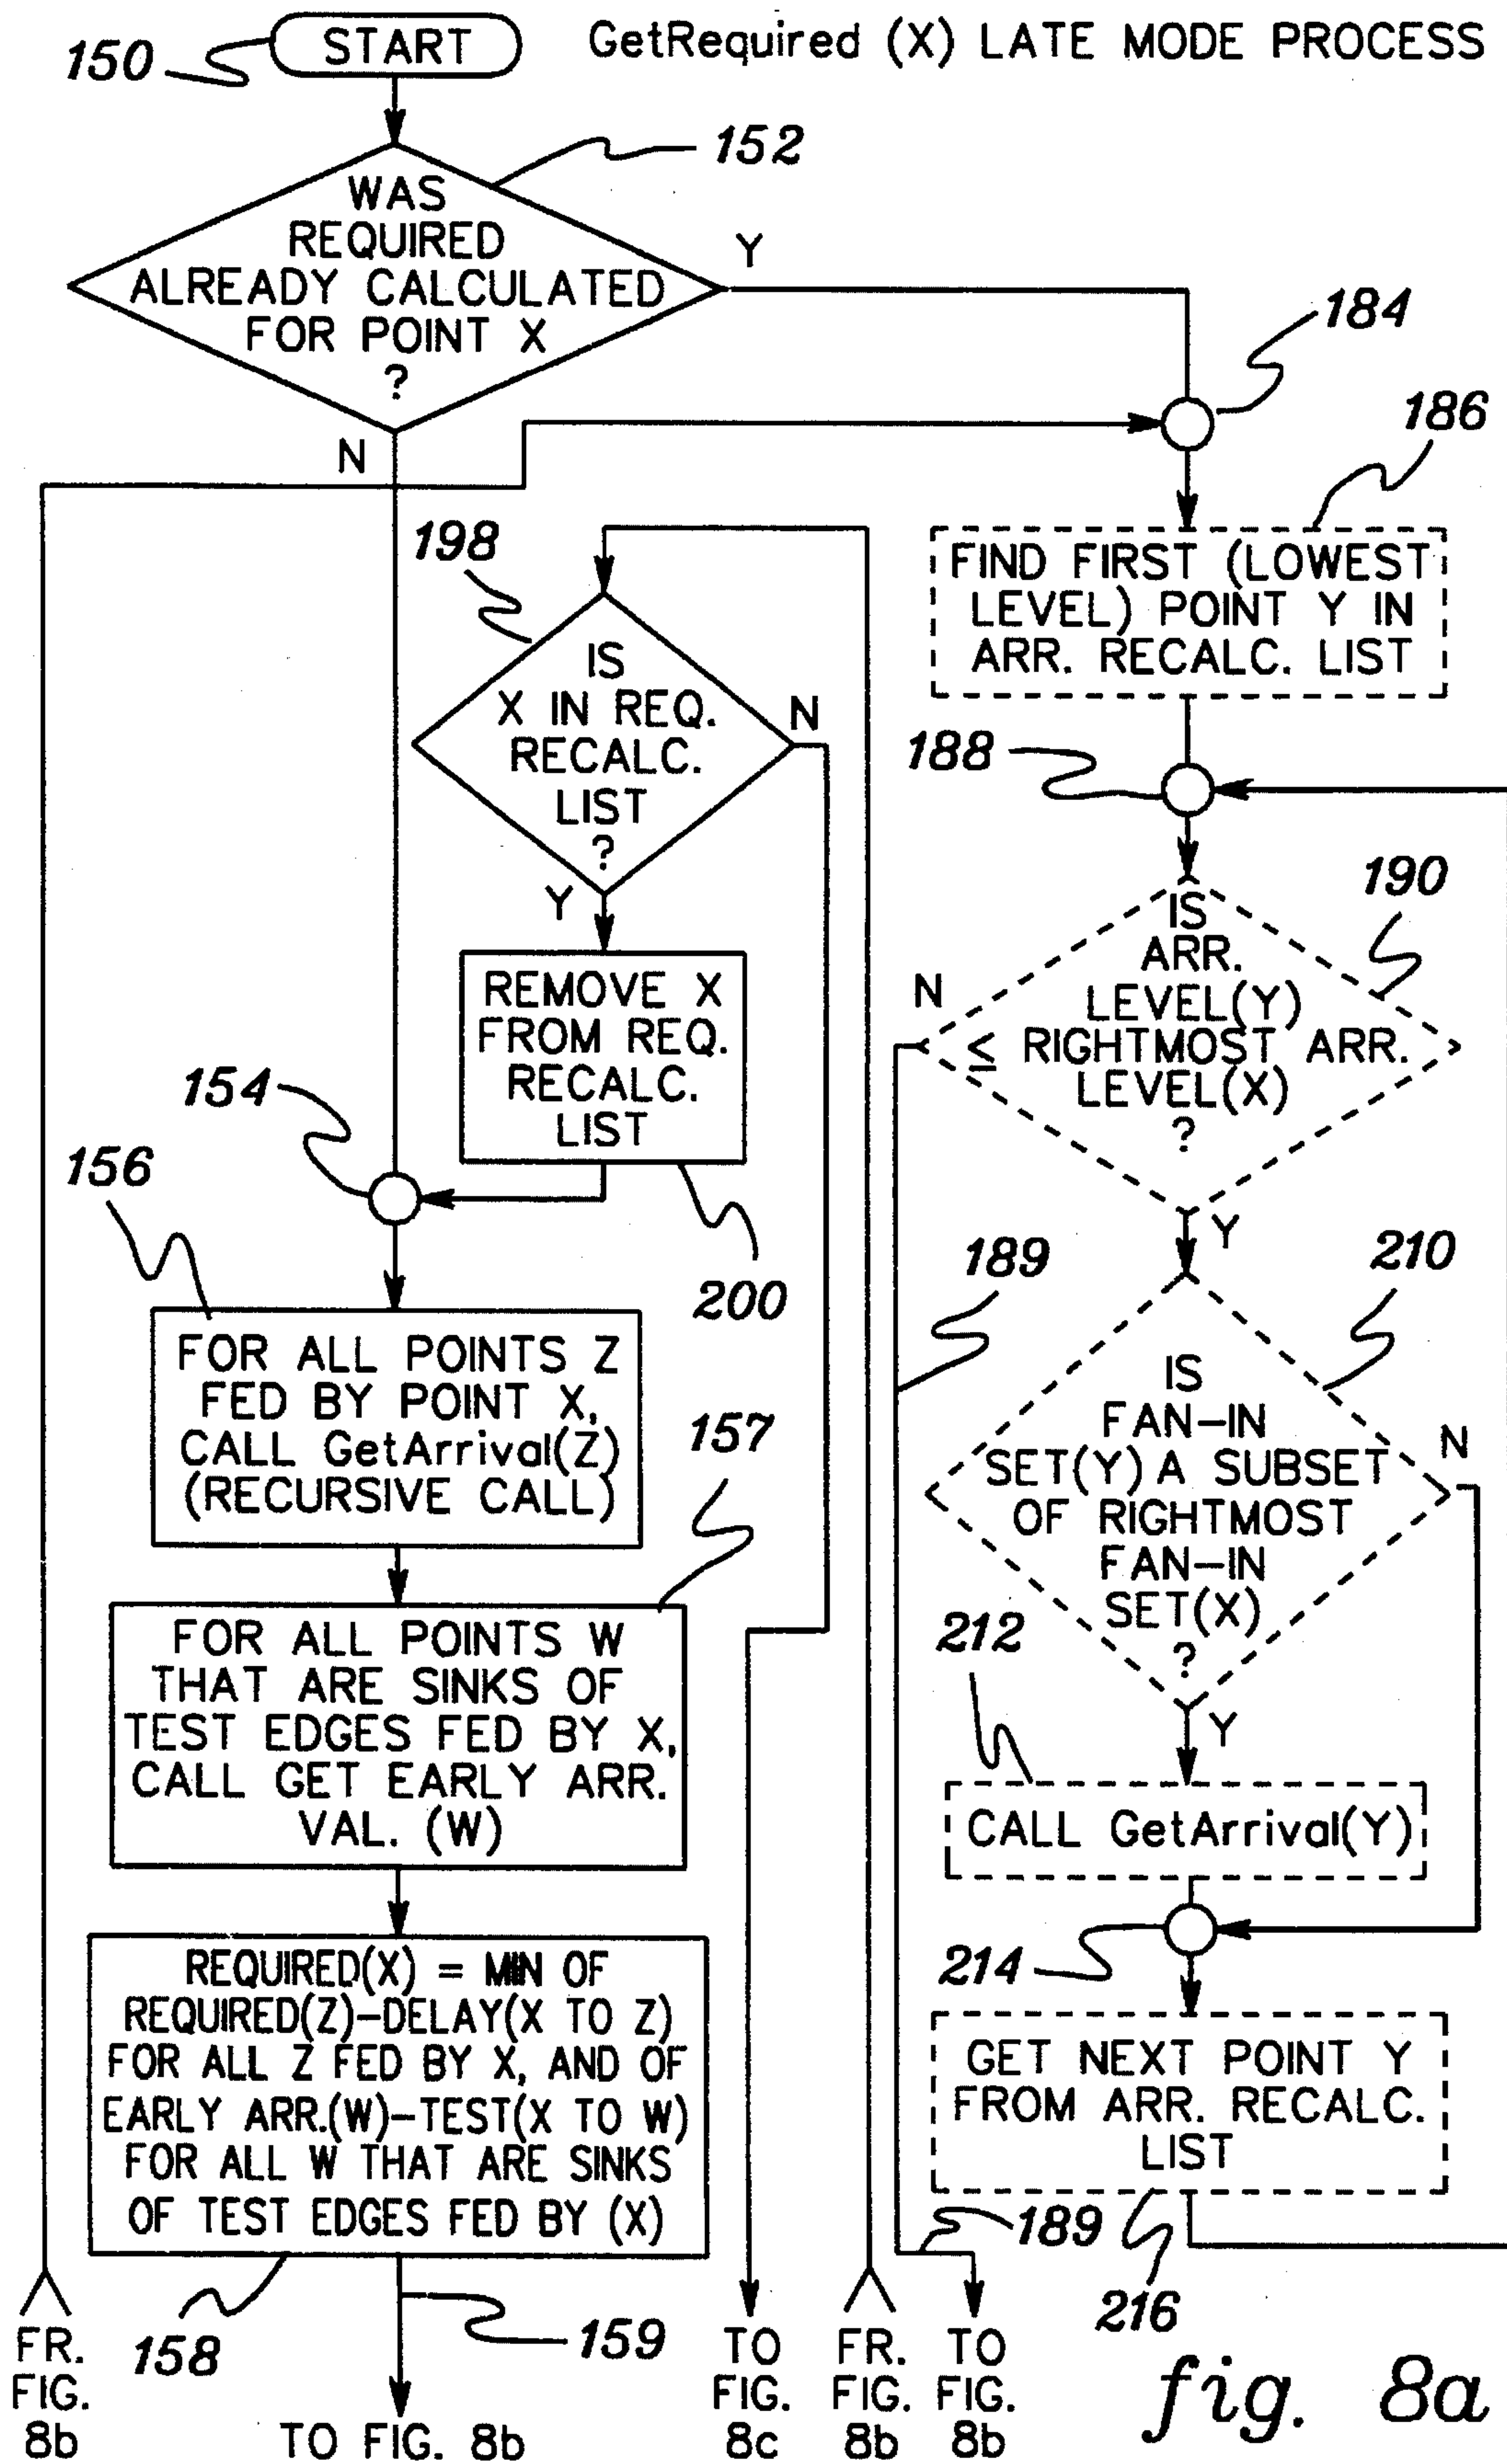 GetRequired (X) LATE MODE PROCESS
150
START
152
WAS
REQUIRED
ALREADY CALCULATED
FOR POINT X
?
Y
N
184
186
FIND FIRST (LOWEST
LEVEL) POINT Y IN
ARR. RECALC. LIST
198
IS
X IN REQ.
RECALC.
LIST
?
N
Y
188
190
IS
ARR.
LEVEL(Y)
≤ RIGHTMOST ARR.
LEVEL(X)
?
N
Y
REMOVE X
FROM REQ.
RECALC.
LIST
200
154
156
FOR ALL POINTS Z
FED BY POINT X,
CALL GetArrival(Z)
(RECURSIVE CALL)
189
210
IS
FAN-IN
SET(Y) A SUBSET
OF RIGHTMOST
FAN-IN
SET(X)
?
N
Y
157
FOR ALL POINTS W
THAT ARE SINKS OF
TEST EDGES FED BY X,
CALL GET EARLY ARR.
VAL. (W)
212
CALL GetArrival(Y)
214
REQUIRED(X) = MIN OF
REQUIRED(Z)-DELAY(X TO Z)
FOR ALL Z FED BY X, AND OF
EARLY ARR.(W)-TEST(X TO W)
FOR ALL W THAT ARE SINKS
OF TEST EDGES FED BY (X)
GET NEXT POINT Y
FROM ARR. RECALC.
LIST
189
216
158
159
FR.
FIG.
8b
TO FIG. 8b
TO
FIG.
8c
FR.
FIG.
8b
TO
FIG.
8b
fig. 8a